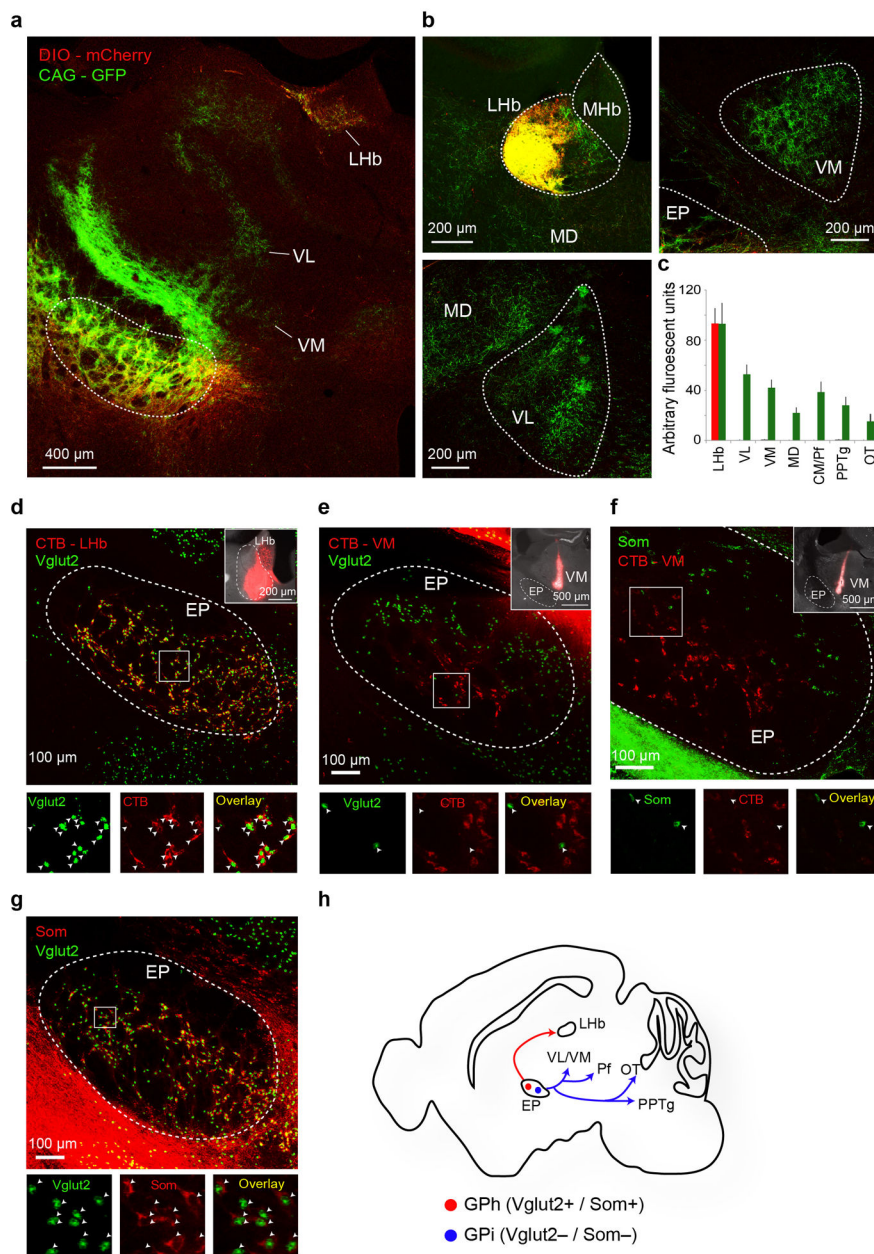 a
DIO - mCherry
CAG - GFP
LHb
VL
VM
400 µm
b
LHb
MHb
200 µm
MD
VM
EP
200 µm
MD
VL
200 µm
c
Arbitrary fluroescent units
120
80
40
0
LHb
VL
VM
MD
CM/Pf
PPTg
OT
d
CTB - LHb
Vglut2
LHb
200 µm
EP
100 µm
Vglut2
CTB
Overlay
e
CTB - VM
Vglut2
EP
VM
EP
500 µm
100 µm
Vglut2
CTB
Overlay
f
Som
CTB - VM
VM
EP
500 µm
EP
100 µm
Som
CTB
Overlay
g
Som
Vglut2
EP
100 µm
Vglut2
Som
Overlay
h
LHb
VL/VM
Pf
OT
EP
PPTg
GPh (Vglut2+ / Som+)
GPi (Vglut2– / Som–)